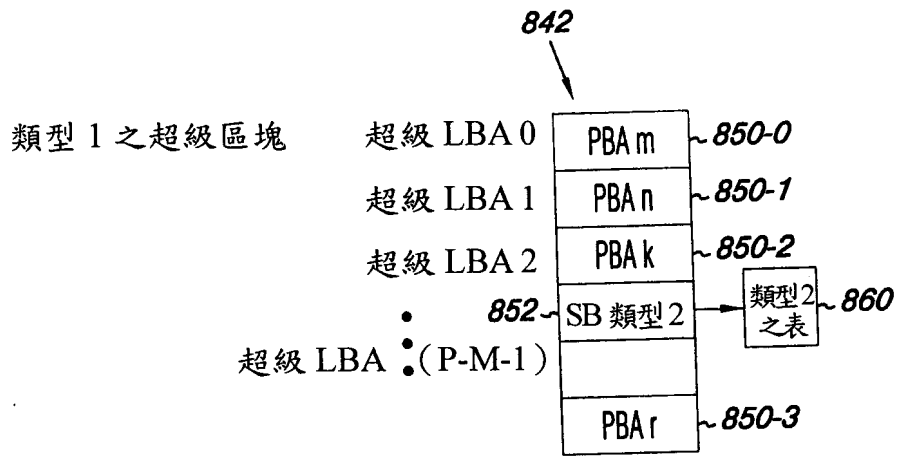 842
類型 1 之超級區塊 超級 LBA 0 PBA m 850-0
超級 LBA 1 PBA n 850-1
超級 LBA 2 PBA k 850-2
852 SB 類型 2 類型 2 之表 860
超級 LBA (P-M-1)
PBA r 850-3